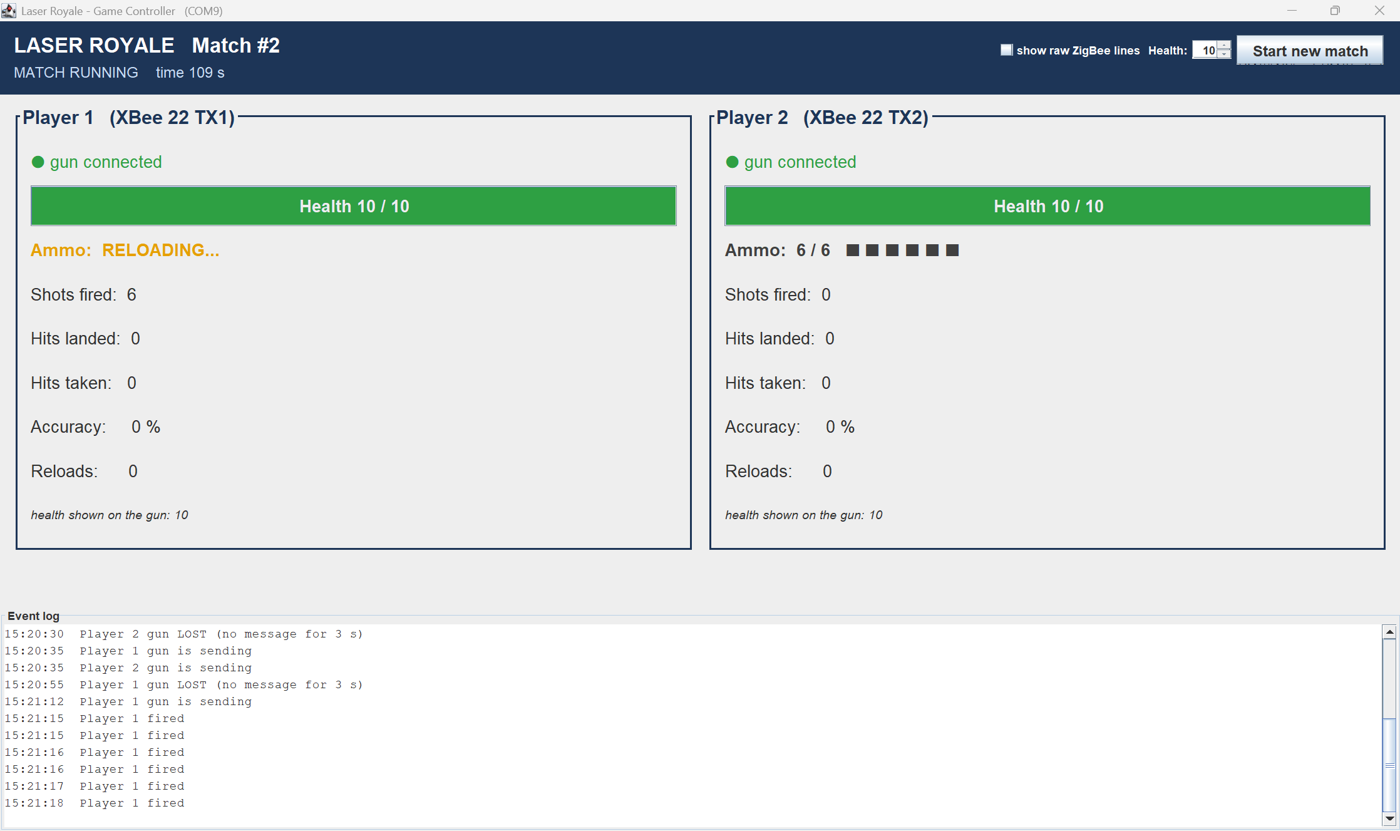 Laser Royale - Game Controller (COM9)
LASER ROYALE Match #2
MATCH RUNNING time 109 s
show raw ZigBee lines Health: 10 Start new match
Player 1 (XBee 22 TX1)
gun connected
Health 10 / 10
Ammo: RELOADING...
Shots fired: 6
Hits landed: 0
Hits taken: 0
Accuracy: 0 %
Reloads: 0
health shown on the gun: 10
Player 2 (XBee 22 TX2)
gun connected
Health 10 / 10
Ammo: 6 / 6 ■ ■ ■ ■ ■ ■
Shots fired: 0
Hits landed: 0
Hits taken: 0
Accuracy: 0 %
Reloads: 0
health shown on the gun: 10
Event log
15:20:30 Player 2 gun LOST (no message for 3 s)
15:20:35 Player 1 gun is sending
15:20:35 Player 2 gun is sending
15:20:55 Player 1 gun LOST (no message for 3 s)
15:21:12 Player 1 gun is sending
15:21:15 Player 1 fired
15:21:15 Player 1 fired
15:21:16 Player 1 fired
15:21:16 Player 1 fired
15:21:17 Player 1 fired
15:21:18 Player 1 fired